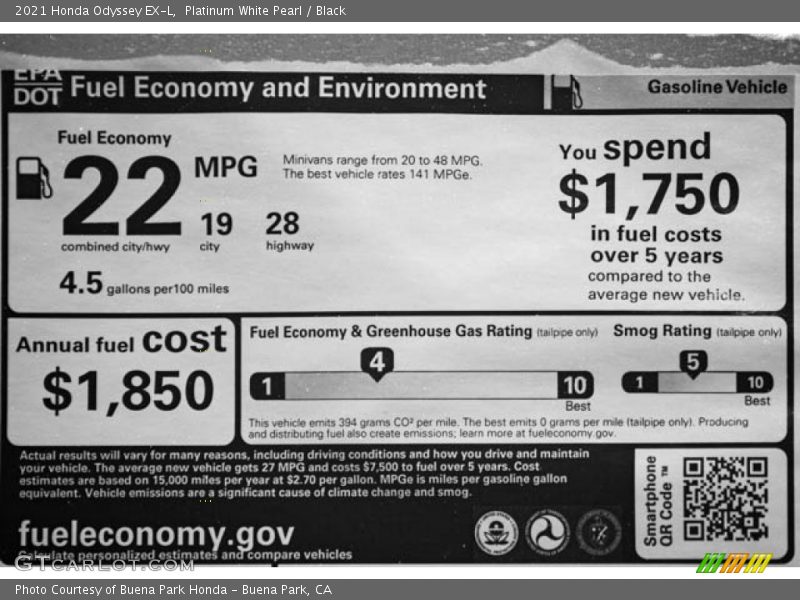 2021 Honda Odyssey EX-L,  Platinum White Pearl / Black
EPA
DOT
Fuel Economy and Environment
Gasoline Vehicle
Fuel Economy
22
MPG
combined city/hwy
19
city
28
highway
4.5 gallons per 100 miles
Minivans range from 20 to 48 MPG.
The best vehicle rates 141 MPGe.
You spend
$1,750
in fuel costs
over 5 years
compared to the
average new vehicle.
Annual fuel cost
$1,850
Fuel Economy & Greenhouse Gas Rating (tailpipe only)
4
1
10
Best
Smog Rating (tailpipe only)
5
1
10
Best
This vehicle emits 394 grams CO² per mile. The best emits 0 grams per mile (tailpipe only). Producing
and distributing fuel also create emissions; learn more at fueleconomy.gov.
Actual results will vary for many reasons, including driving conditions and how you drive and maintain
your vehicle. The average new vehicle gets 27 MPG and costs $7,500 to fuel over 5 years. Cost
estimates are based on 15,000 miles per year at $2.70 per gallon. MPGe is miles per gasoline gallon
equivalent. Vehicle emissions are a significant cause of climate change and smog.
fueleconomy.gov
Calculate personalized estimates and compare vehicles
Smartphone
QR Code™
GTCARLOT.COM
Photo Courtesy of Buena Park Honda - Buena Park, CA